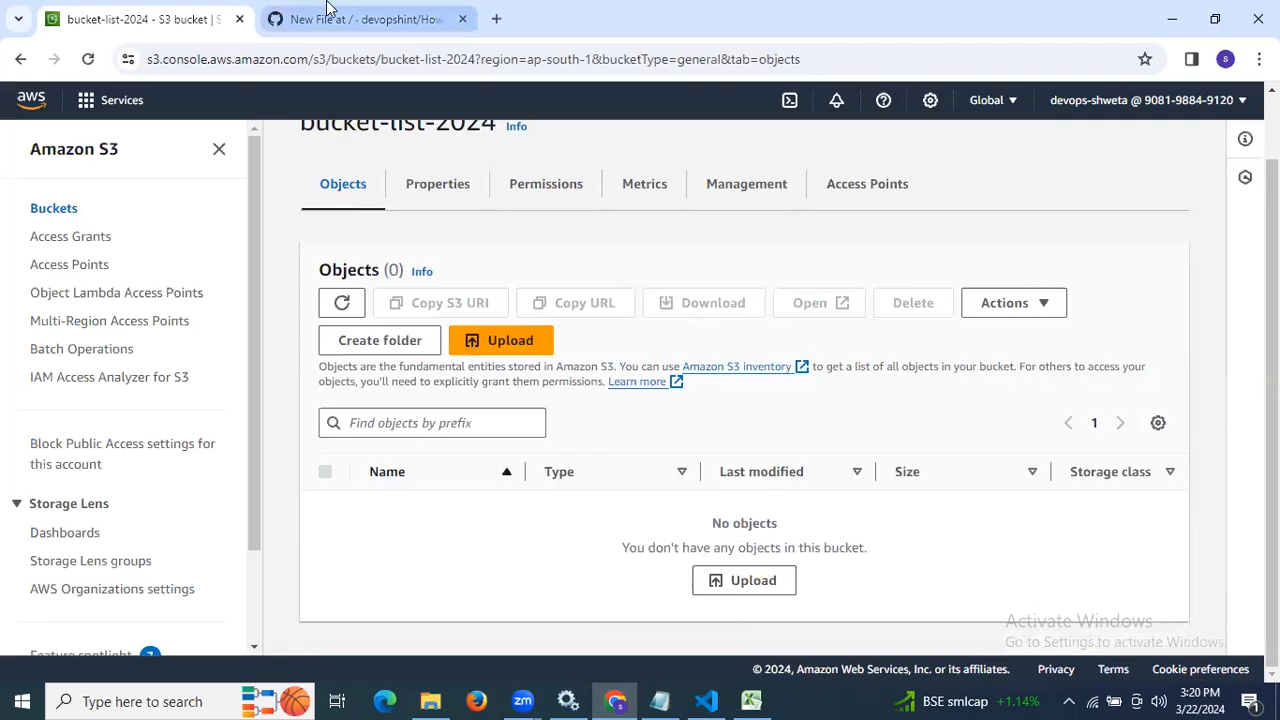 bucket-list-2024 - S3 bucket | S
New File at / · devopshint/How
s3.console.aws.amazon.com/s3/buckets/bucket-list-2024?region=ap-south-1&bucketType=general&tab=objects
S
aws
Services
Global
devops-shweta @ 9081-9884-9120
Amazon S3
Buckets
Access Grants
Access Points
Object Lambda Access Points
Multi-Region Access Points
Batch Operations
IAM Access Analyzer for S3
Block Public Access settings for
this account
Storage Lens
Dashboards
Storage Lens groups
AWS Organizations settings
Feature spotlight 7
bucket-list-2024 Info
Objects
Properties
Permissions
Metrics
Management
Access Points
Objects (0) Info
Copy S3 URI
Copy URL
Download
Open
Delete
Actions
Create folder
Upload
Objects are the fundamental entities stored in Amazon S3. You can use Amazon S3 inventory to get a list of all objects in your bucket. For others to access your
objects, you'll need to explicitly grant them permissions. Learn more
Find objects by prefix
1
Name
Type
Last modified
Size
Storage class
No objects
You don't have any objects in this bucket.
Upload
Activate Windows
Go to Settings to activate Windows.
© 2024, Amazon Web Services, Inc. or its affiliates.
Privacy
Terms
Cookie preferences
Type here to search
zm
BSE smlcap +1.14%
3:20 PM
3/22/2024
1